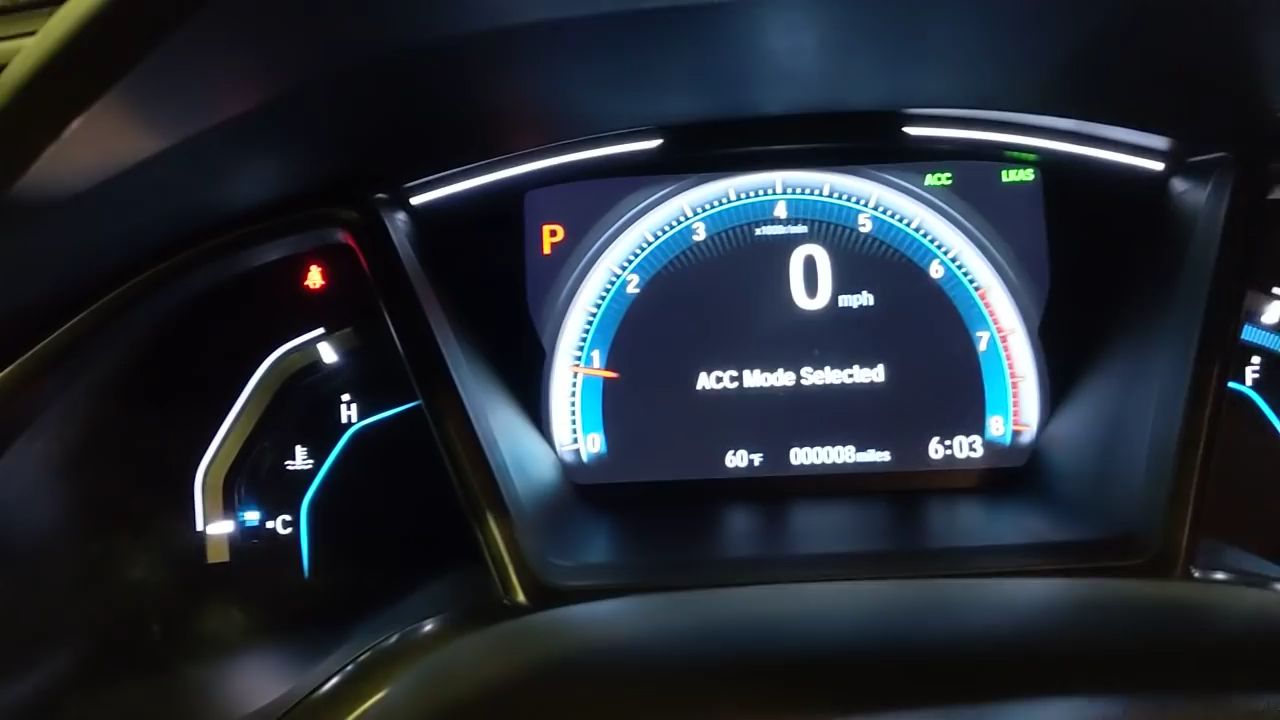 ACC LKAS
P
0 1 2 3 4 5 6 7 8
x1000r/min
0 mph
ACC Mode Selected
60°F 000008 miles 6:03
H
C
F